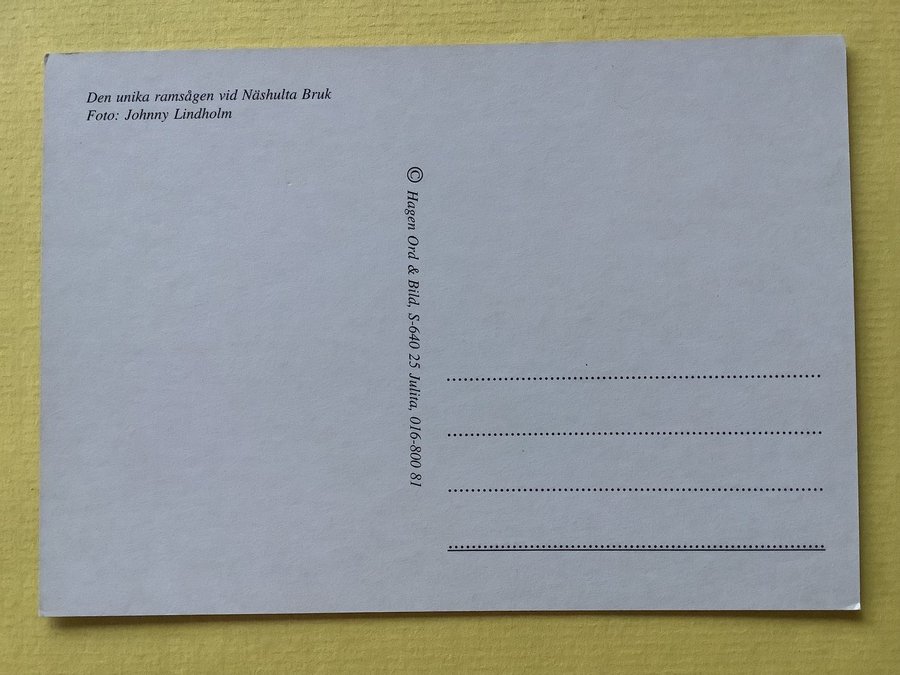 Den unika ramsågen vid Näshulta Bruk
Foto: Johnny Lindholm
© Hagen Ord & Bild, S-640 25 Julita, 016-800 81